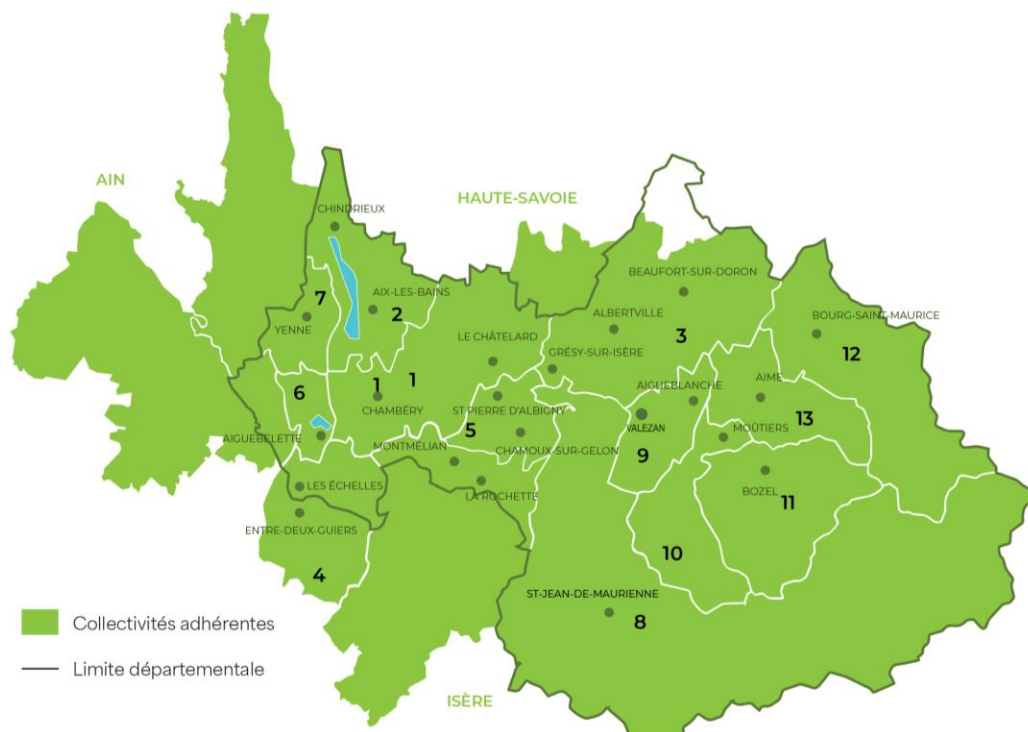 AIN
HAUTE-SAVOIE
CHINDRIEUX
BEAUFORT-SUR-DORON
7
AIX-LES-BAINS
2
YENNE
ALBERTVILLE
3
BOURG-SAINT-MAURICE
12
LE CHÂTELARD
GRÉSY-SUR-ISÈRE
6
1
1
CHAMBÉRY
AIGUEBLANCHE
AIME
13
ST PIERRE D'ALBIGNY
5
VALEZAN
MOÛTIERS
AIGUEBELETTE
MONTMÉLIAN
CHAMOUX-SUR-GELON
9
BOZEL
11
LES ÉCHELLES
LA ROCHETTE
ENTRE-DEUX-GUIERS
4
10
ST-JEAN-DE-MAURIENNE
8
Collectivités adhérentes
Limite départementale
ISÈRE